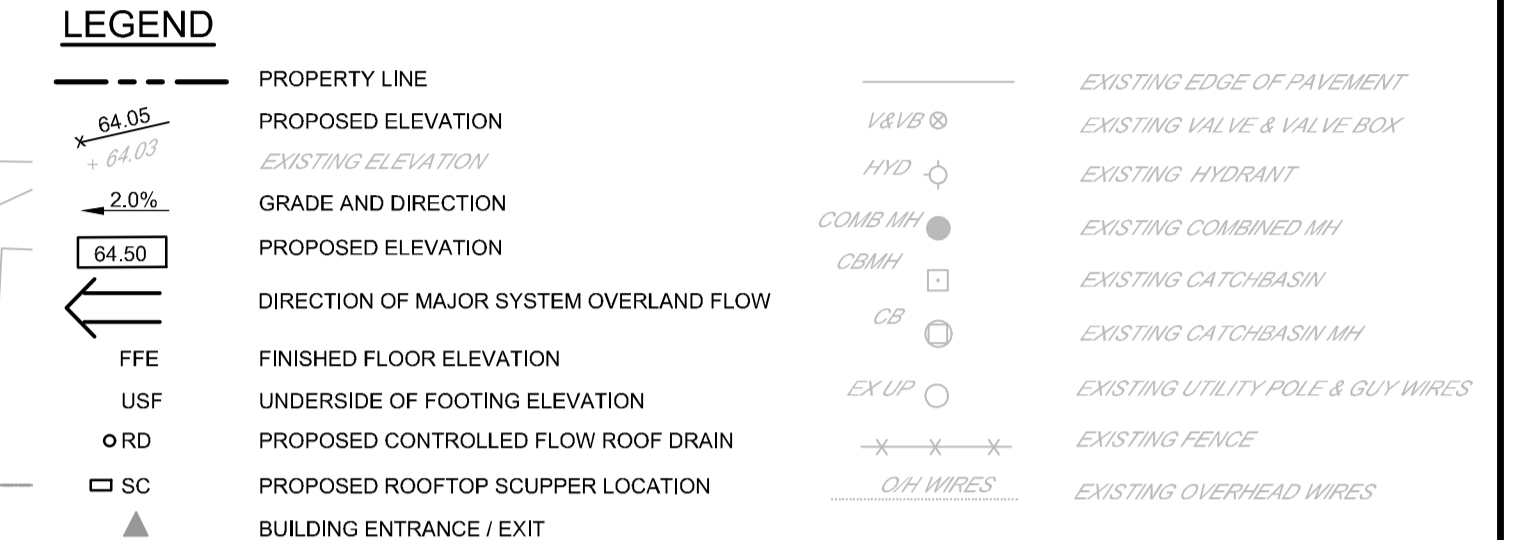 LEGEND
PROPERTY LINE
64.05 PROPOSED ELEVATION
+ 64.03 EXISTING ELEVATION
2.0% GRADE AND DIRECTION
64.50 PROPOSED ELEVATION
DIRECTION OF MAJOR SYSTEM OVERLAND FLOW
FFE FINISHED FLOOR ELEVATION
USF UNDERSIDE OF FOOTING ELEVATION
RD PROPOSED CONTROLLED FLOW ROOF DRAIN
SC PROPOSED ROOFTOP SCUPPER LOCATION
BUILDING ENTRANCE / EXIT
EXISTING EDGE OF PAVEMENT
V&VB EXISTING VALVE & VALVE BOX
HYD EXISTING HYDRANT
COMB MH EXISTING COMBINED MH
CBMH EXISTING CATCHBASIN
CB EXISTING CATCHBASIN MH
EX UP EXISTING UTILITY POLE & GUY WIRES
EXISTING FENCE
O/H WIRES EXISTING OVERHEAD WIRES